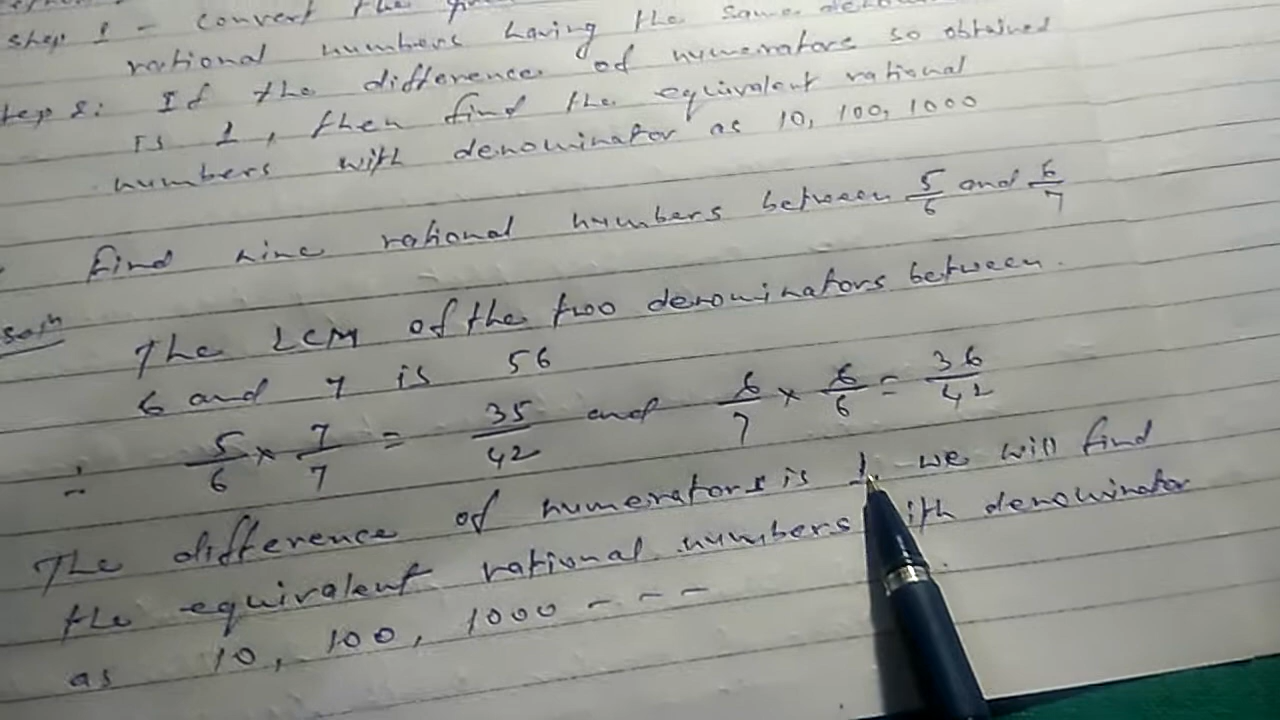 step 1 - convert the
rational numbers having the same
step 2: If the difference of numerators so obtained
is 1, then find the equivalent rational
numbers with denominator as 10, 100, 1000
Find nine rational numbers between 5/6 and 6/7
Soln The LCM of the two denominators between
6 and 7 is 56
∴ 5/6 × 7/7 = 35/42 and 6/7 × 6/6 = 36/42
The difference of numerators is 1. we will find
the equivalent rational numbers with denominator
as 10, 100, 1000 - - -